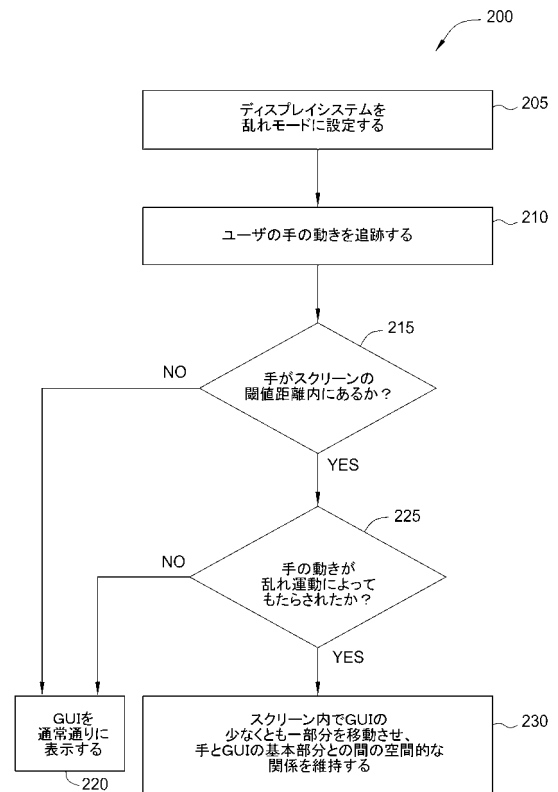 200
ディスプレイシステムを
乱れモードに設定する
205
ユーザの手の動きを追跡する
210
215
手がスクリーンの
閾値距離内にあるか？
NO
YES
225
手の動きが
乱れ運動によって
もたらされたか？
NO
YES
GUIを
通常通りに
表示する
220
スクリーン内でGUIの
少なくとも一部分を移動させ、
手とGUIの基本部分との間の空間的な
関係を維持する
230